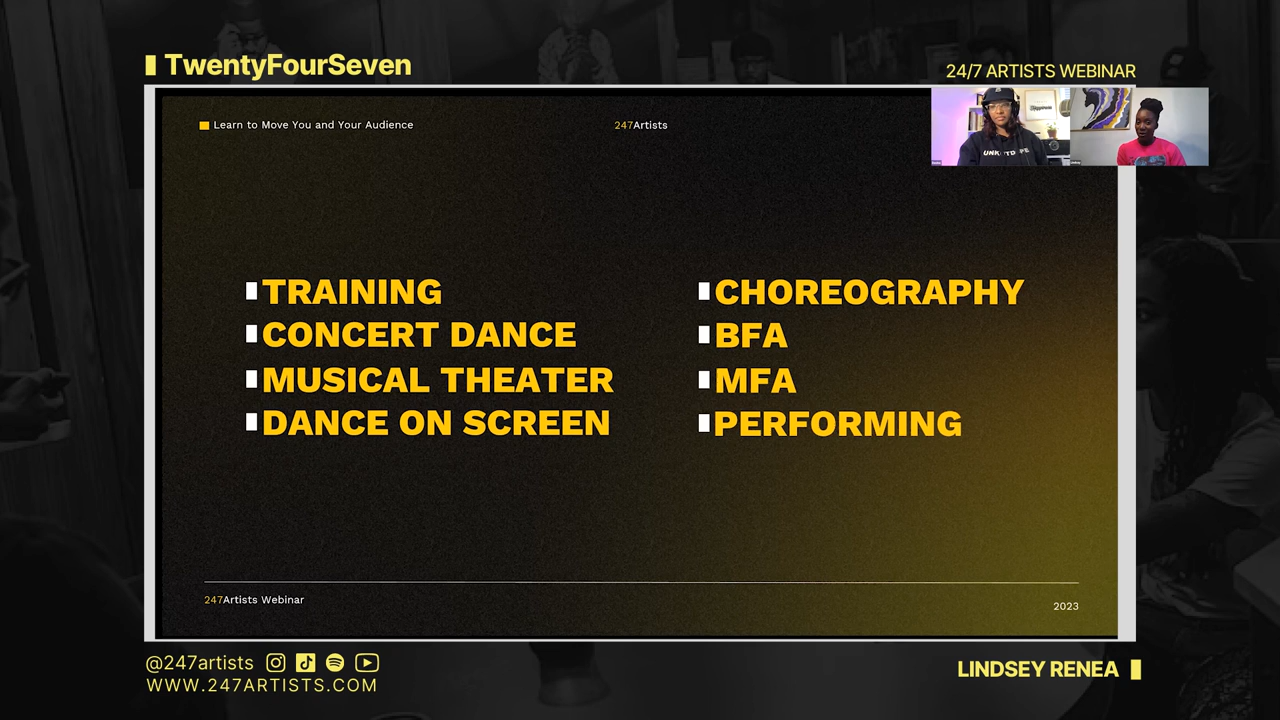 TwentyFourSeven
24/7 ARTISTS WEBINAR
Learn to Move You and Your Audience
247Artists
TRAINING
CONCERT DANCE
MUSICAL THEATER
DANCE ON SCREEN
CHOREOGRAPHY
BFA
MFA
PERFORMING
247Artists Webinar
2023
@247artists
WWW.247ARTISTS.COM
LINDSEY RENEA